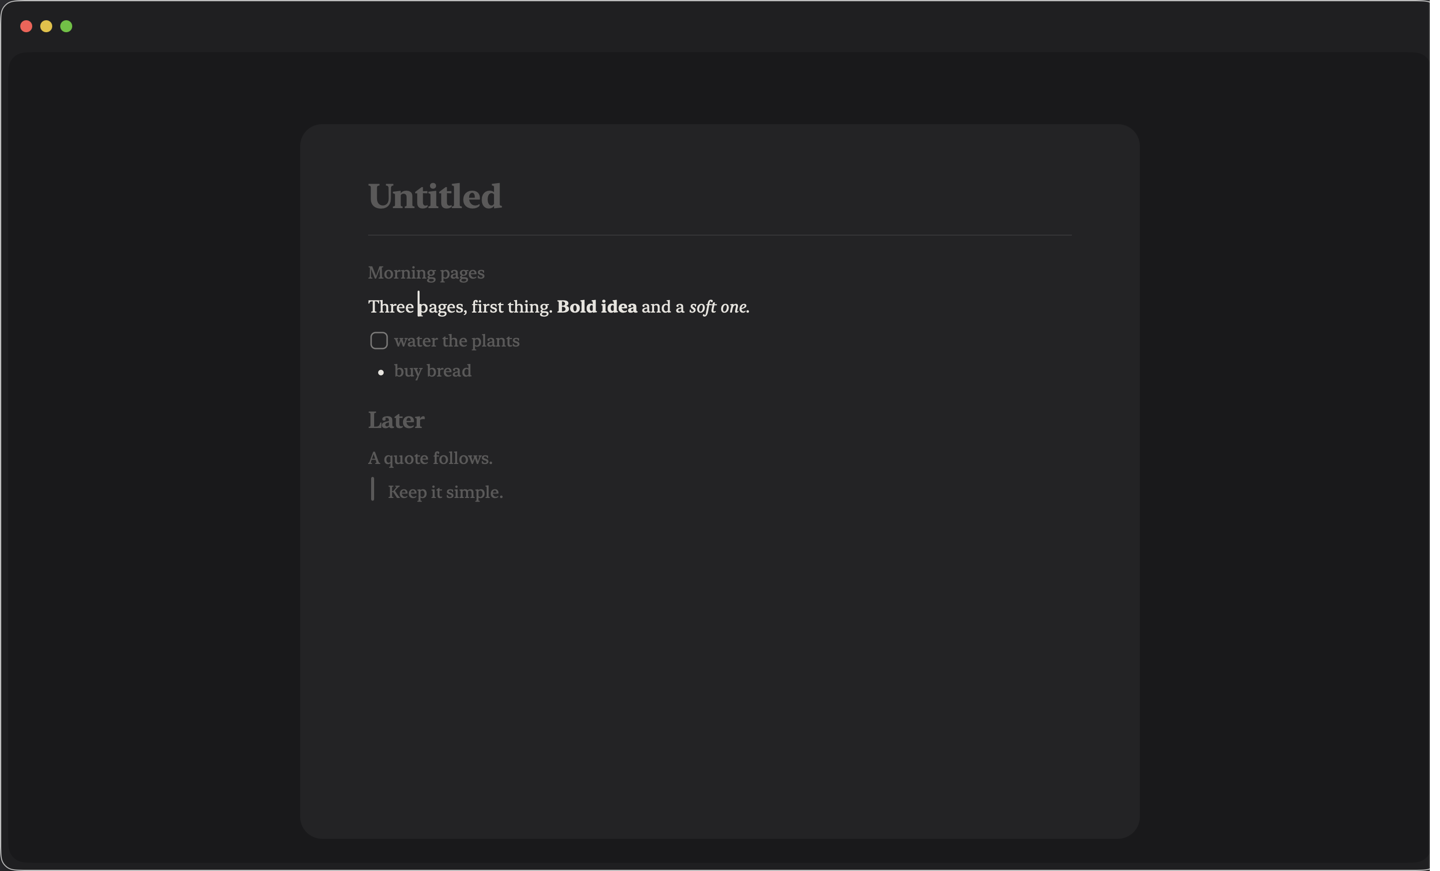 Untitled
Morning pages
Three pages, first thing. Bold idea and a soft one.
water the plants
buy bread
Later
A quote follows.
Keep it simple.